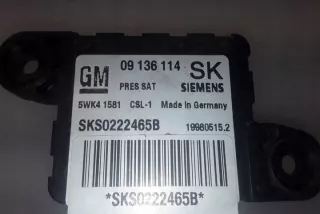 GM 09 136 114 SK
PRES SAT SIEMENS
5WK4 1581 CSL-1 Made in Germany
SKS0222465B 19980515.2
*SKS0222465B*